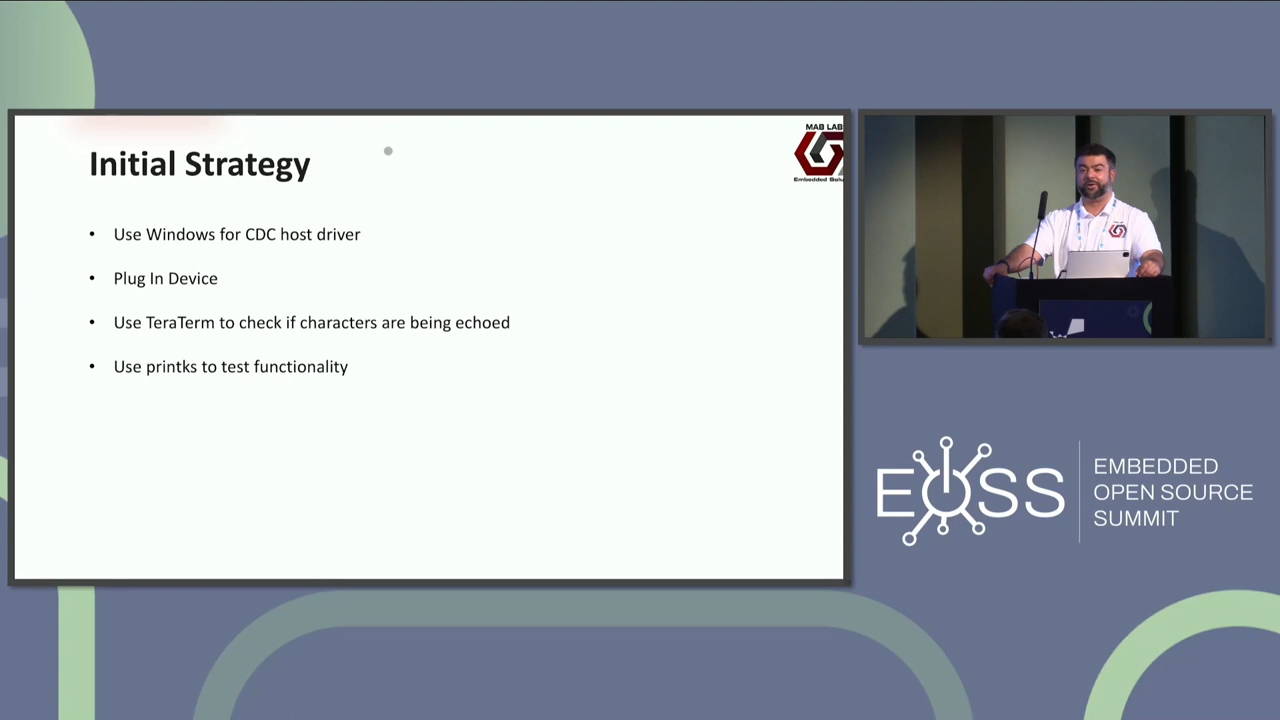 Initial Strategy
MAB LAB
Embedded Solu
• Use Windows for CDC host driver
• Plug In Device
• Use TeraTerm to check if characters are being echoed
• Use printks to test functionality
EOSS
EMBEDDED
OPEN SOURCE
SUMMIT